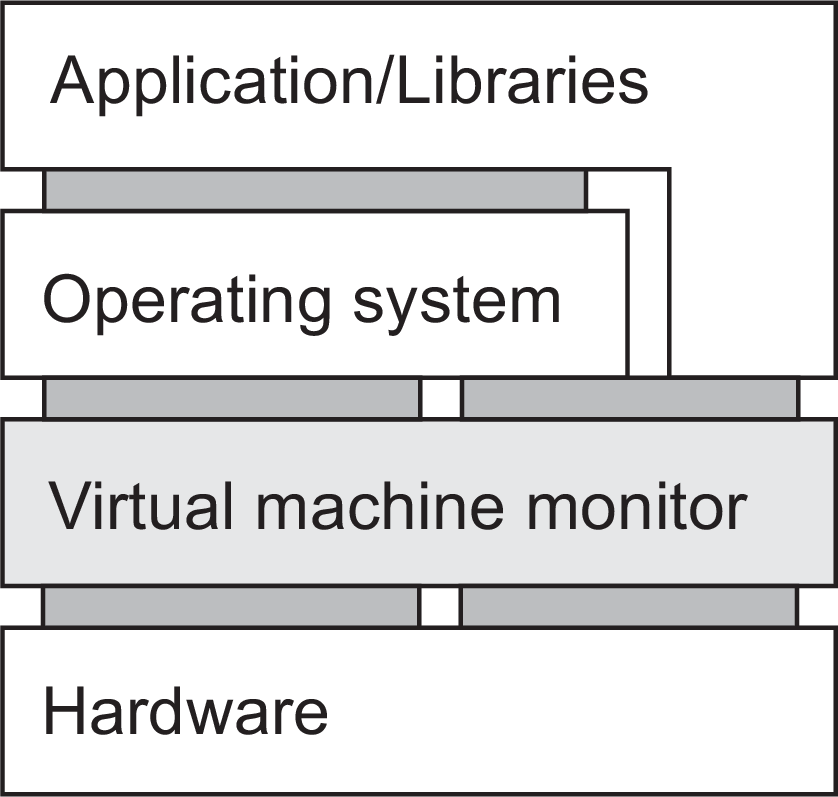 Application/Libraries
Operating system
Virtual machine monitor
Hardware